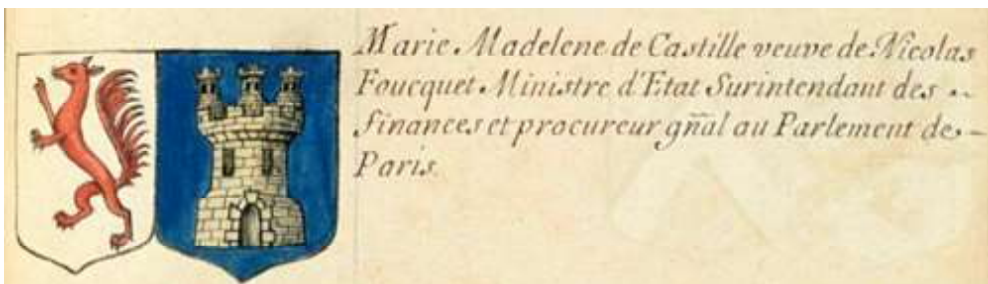 Marie Madelene de Castille veuve de Nicolas
Foucquet Ministre d'Etat Surintendant des
finances et procureur gñal au Parlement de
Paris.